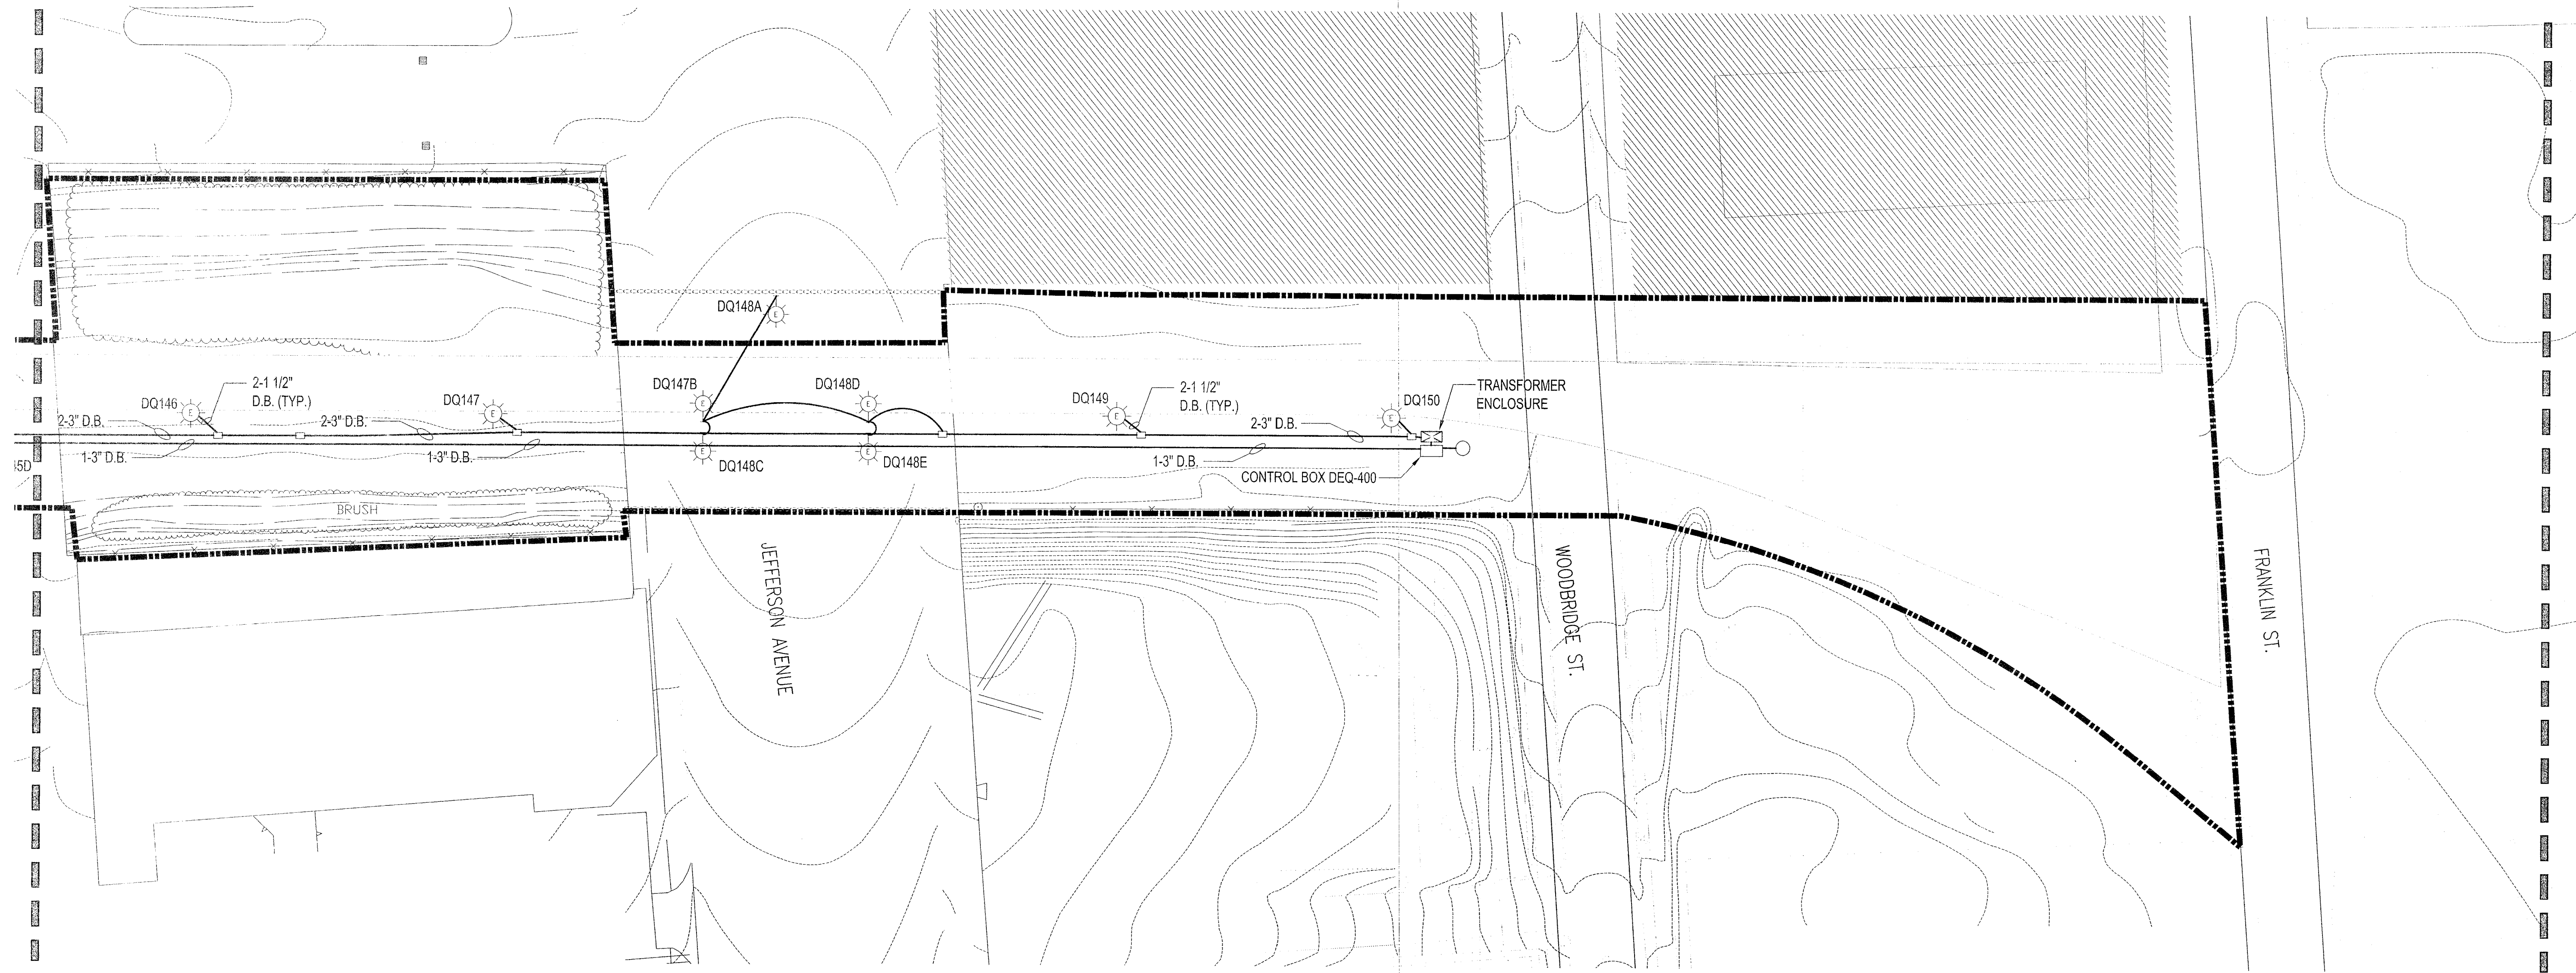 DQ148A
DQ147B
DQ148D
2-1 1/2"
D.B. (TYP.)
DQ146
DQ147
2-3" D.B.
2-3" D.B.
1-3" D.B.
1-3" D.B.
DQ148C
DQ148E
DQ149
2-1 1/2"
D.B. (TYP.)
DQ150
TRANSFORMER
ENCLOSURE
2-3" D.B.
1-3" D.B.
CONTROL BOX DEQ-400
45D
BRUSH
JEFFERSON AVENUE
WOODBRIDGE ST.
FRANKLIN ST.
E
E
E
E
E
E
E
E
E